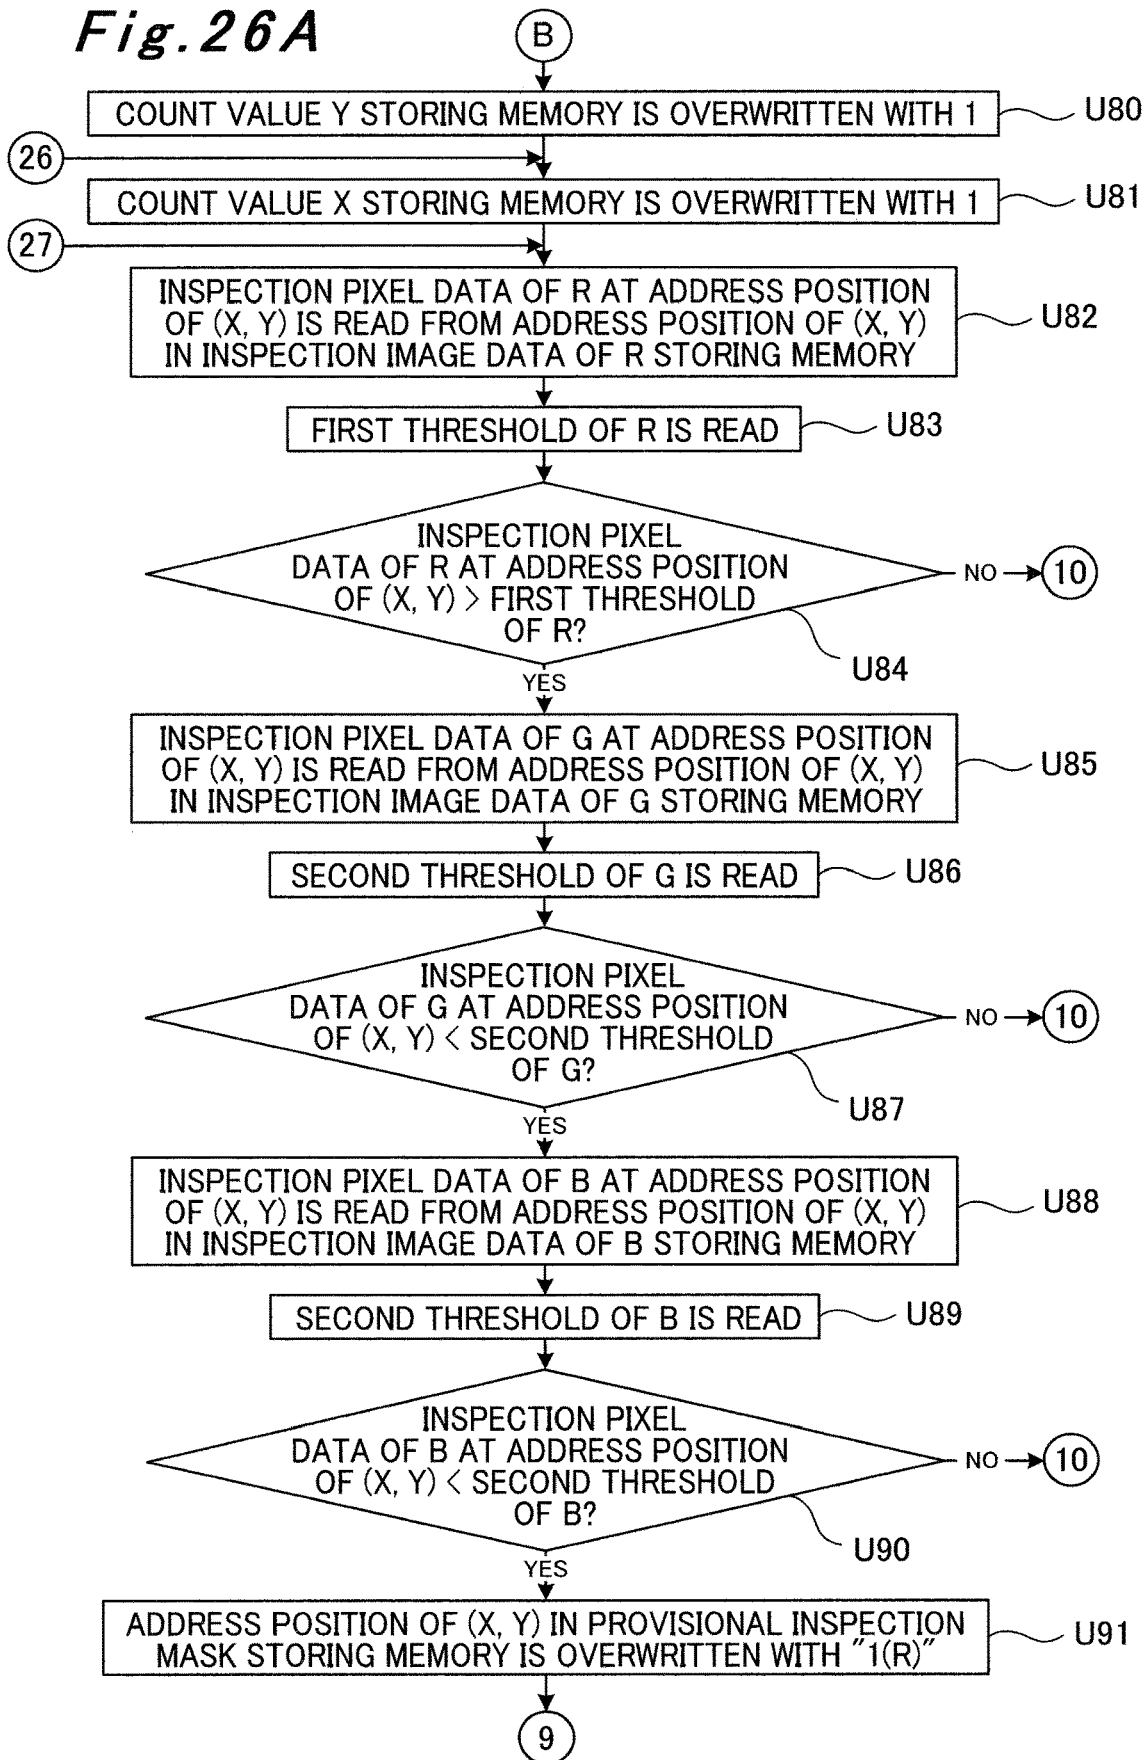 Fig.26A
B
COUNT VALUE Y STORING MEMORY IS OVERWRITTEN WITH 1
U80
26
COUNT VALUE X STORING MEMORY IS OVERWRITTEN WITH 1
U81
27
INSPECTION PIXEL DATA OF R AT ADDRESS POSITION
OF (X, Y) IS READ FROM ADDRESS POSITION OF (X, Y)
IN INSPECTION IMAGE DATA OF R STORING MEMORY
U82
FIRST THRESHOLD OF R IS READ
U83
INSPECTION PIXEL
DATA OF R AT ADDRESS POSITION
OF (X, Y) > FIRST THRESHOLD
OF R?
NO
10
U84
YES
INSPECTION PIXEL DATA OF G AT ADDRESS POSITION
OF (X, Y) IS READ FROM ADDRESS POSITION OF (X, Y)
IN INSPECTION IMAGE DATA OF G STORING MEMORY
U85
SECOND THRESHOLD OF G IS READ
U86
INSPECTION PIXEL
DATA OF G AT ADDRESS POSITION
OF (X, Y) < SECOND THRESHOLD
OF G?
NO
10
U87
YES
INSPECTION PIXEL DATA OF B AT ADDRESS POSITION
OF (X, Y) IS READ FROM ADDRESS POSITION OF (X, Y)
IN INSPECTION IMAGE DATA OF B STORING MEMORY
U88
SECOND THRESHOLD OF B IS READ
U89
INSPECTION PIXEL
DATA OF B AT ADDRESS POSITION
OF (X, Y) < SECOND THRESHOLD
OF B?
NO
10
U90
YES
ADDRESS POSITION OF (X, Y) IN PROVISIONAL INSPECTION
MASK STORING MEMORY IS OVERWRITTEN WITH "1(R)"
U91
9